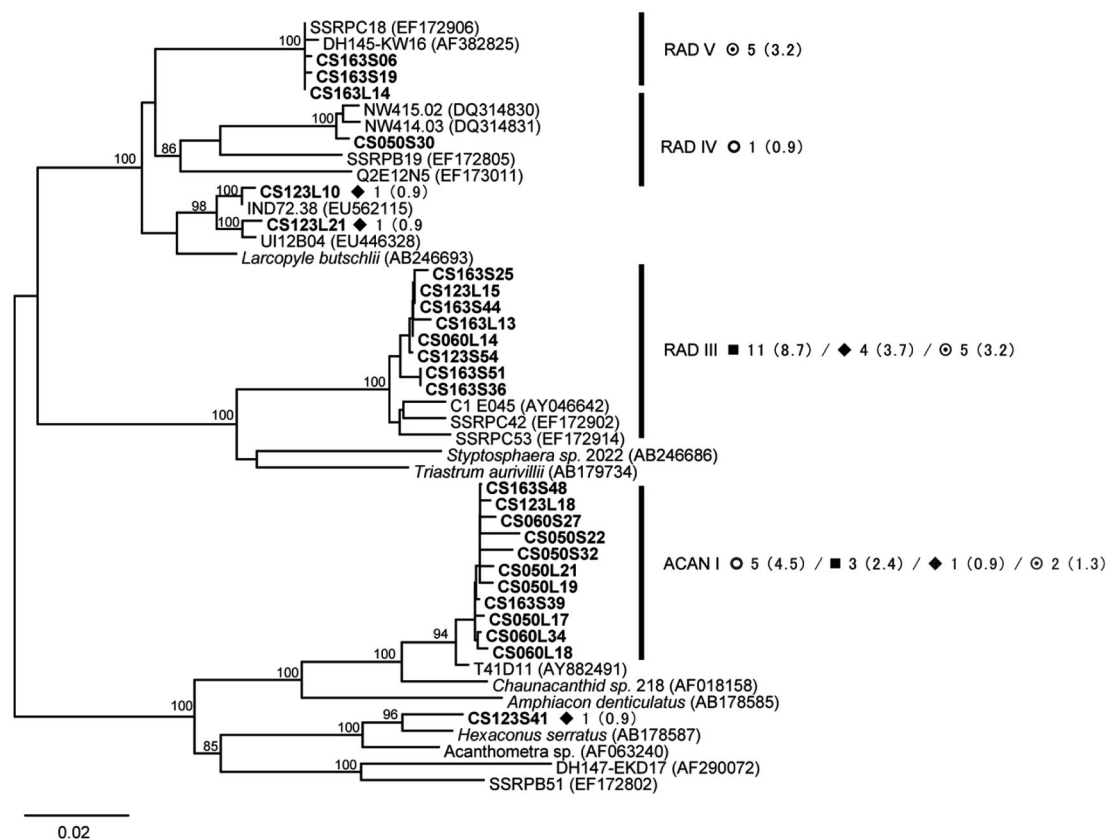 SSRPC18 (EF172906)
100
DH145-KW16 (AF382825)
CS163S06
RAD V ⊙ 5 (3.2)
CS163S19
CS163L14
NW415.02 (DQ314830)
100
NW414.03 (DQ314831)
CS050S30
RAD IV ○ 1 (0.9)
100
86
SSRPB19 (EF172805)
Q2E12N5 (EF173011)
100
CS123L10 ◆ 1 (0.9)
98
IND72.38 (EU562115)
100
CS123L21 ◆ 1 (0.9
UI12B04 (EU446328)
Larcopyle butschlii (AB246693)
CS163S25
CS123L15
CS163S44
CS163L13
CS060L14
RAD III ■ 11 (8.7) / ◆ 4 (3.7) / ⊙ 5 (3.2)
CS123S54
CS163S51
100
CS163S36
C1_E045 (AY046642)
100
SSRPC42 (EF172902)
SSRPC53 (EF172914)
Styptosphaera sp. 2022 (AB246686)
Triastrum aurivillii (AB179734)
CS163S48
CS123L18
CS060S27
CS050S22
CS050S32
ACAN I ○ 5 (4.5) / ■ 3 (2.4) / ◆ 1 (0.9) / ⊙ 2 (1.3)
CS050L21
CS050L19
CS163S39
CS050L17
94
CS060L34
CS060L18
100
T41D11 (AY882491)
100
Chaunacanthid sp. 218 (AF018158)
Amphiacon denticulatus (AB178585)
100
96
CS123S41 ◆ 1 (0.9)
100
Hexaconus serratus (AB178587)
85
Acanthometra sp. (AF063240)
100
DH147-EKD17 (AF290072)
SSRPB51 (EF172802)
0.02